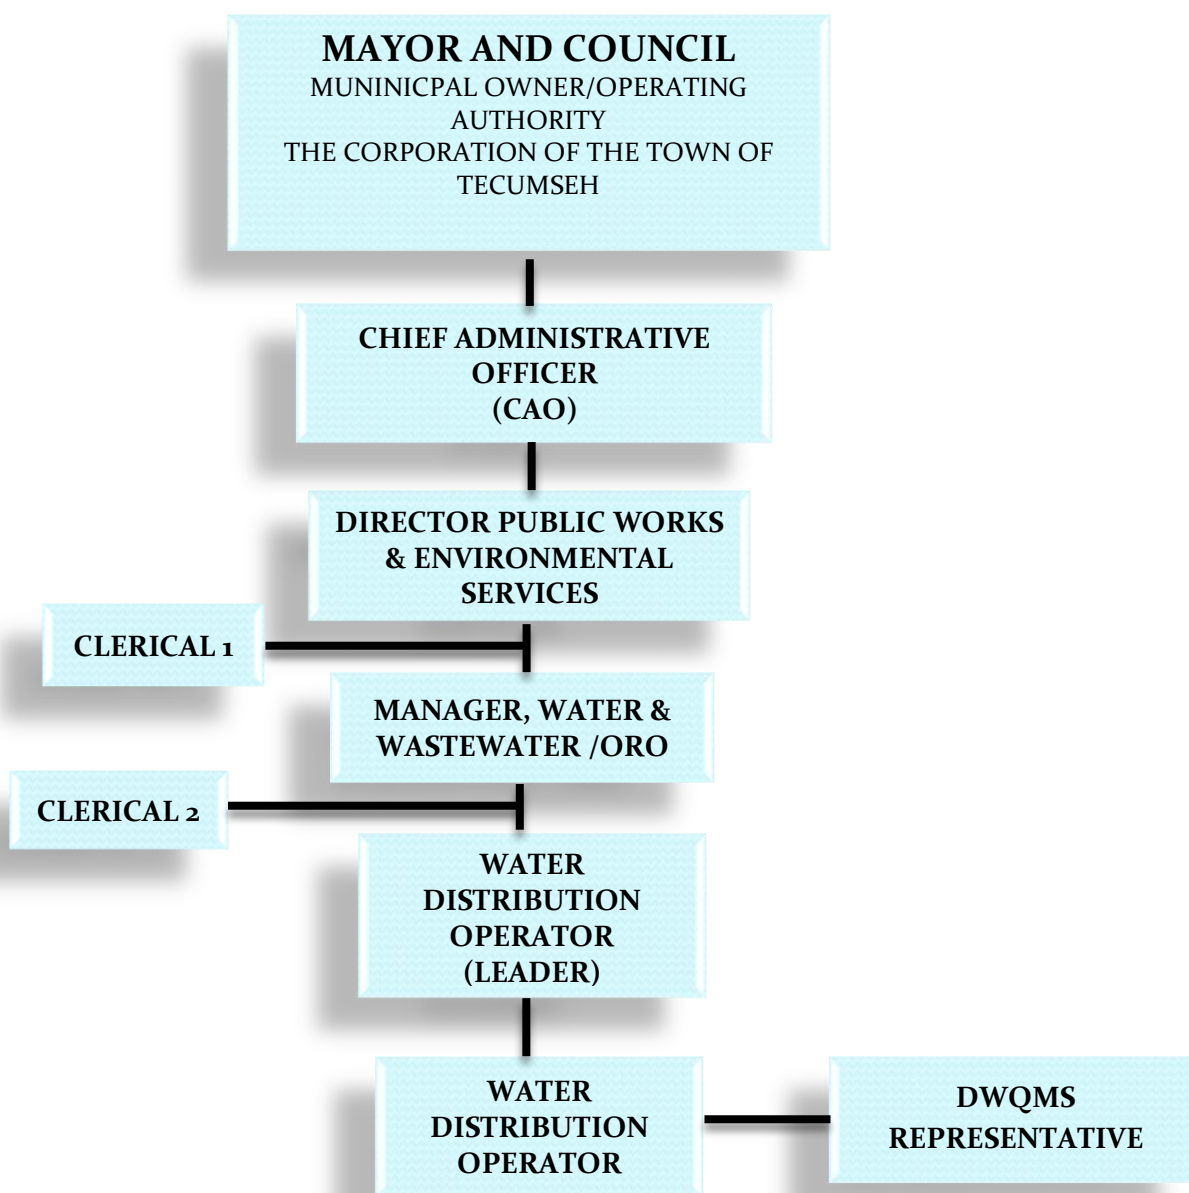 MAYOR AND COUNCIL
MUNINICPAL OWNER/OPERATING
AUTHORITY
THE CORPORATION OF THE TOWN OF
TECUMSEH
CHIEF ADMINISTRATIVE
OFFICER
(CAO)
DIRECTOR PUBLIC WORKS
& ENVIRONMENTAL
SERVICES
CLERICAL 1
MANAGER, WATER &
WASTEWATER /ORO
CLERICAL 2
WATER
DISTRIBUTION
OPERATOR
(LEADER)
WATER
DISTRIBUTION
OPERATOR
DWQMS
REPRESENTATIVE